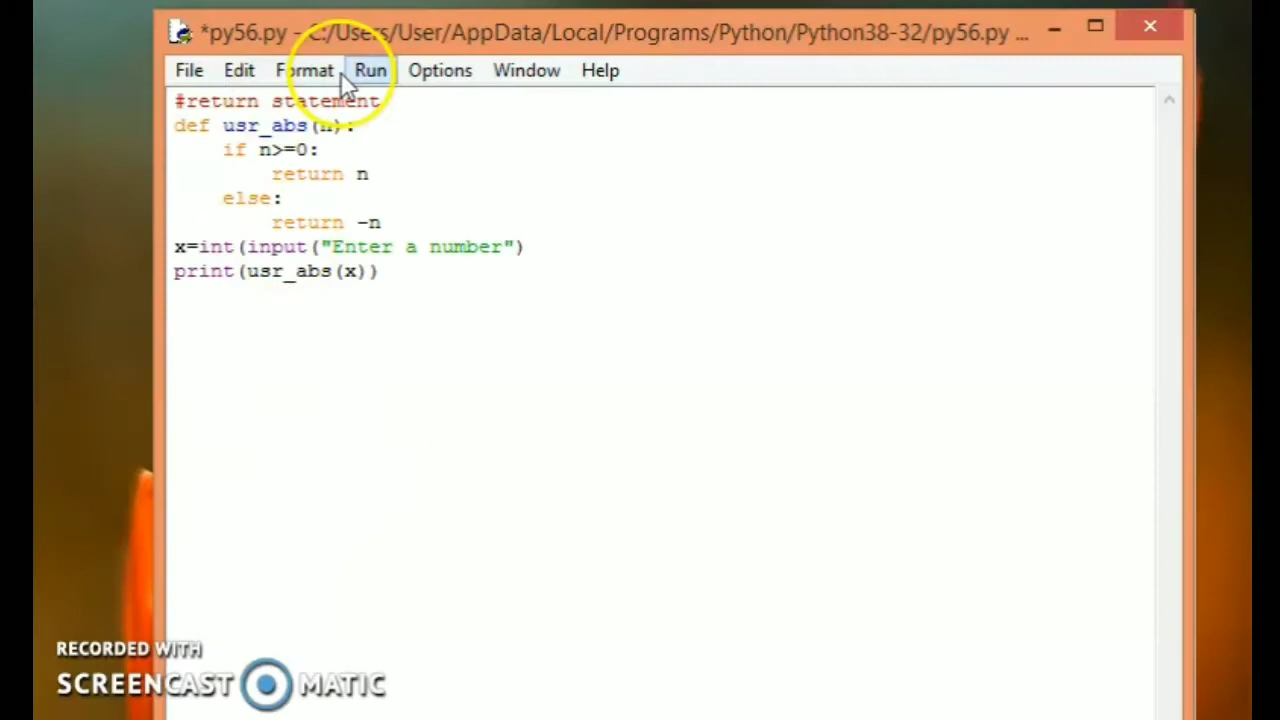 *py56.py - C:/Users/User/AppData/Local/Programs/Python/Python38-32/py56.py ...
File Edit Format Run Options Window Help
#return statement
def usr_abs(n):
    if n>=0:
        return n
    else:
        return -n
x=int(input("Enter a number")
print(usr_abs(x))
RECORDED WITH
SCREENCAST MATIC